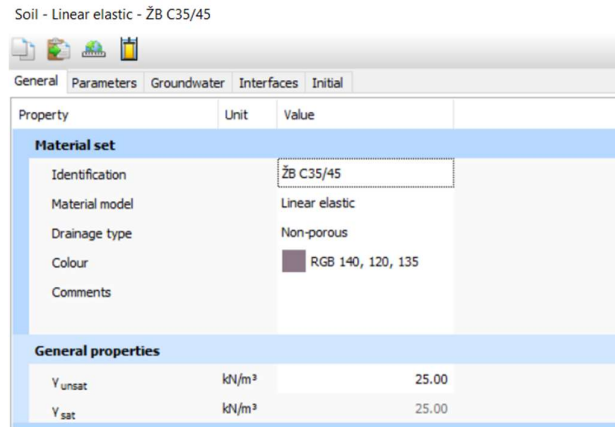 Soil - Linear elastic - ŽB C35/45
General Parameters Groundwater Interfaces Initial
Property Unit Value
Material set
Identification ŽB C35/45
Material model Linear elastic
Drainage type Non-porous
Colour RGB 140, 120, 135
Comments
General properties
γ unsat kN/m³ 25.00
γ sat kN/m³ 25.00